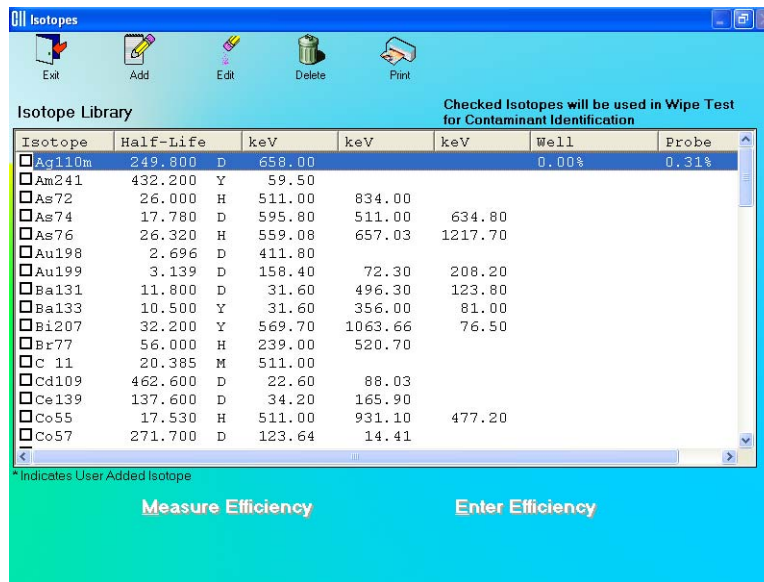 Isotopes
Exit Add Edit Delete Print
Isotope Library
Checked Isotopes will be used in Wipe Test
for Contaminant Identification
Isotope Half-Life keV keV keV Well Probe
Ag110m 249.800 D 658.00 0.00% 0.31%
Am241 432.200 Y 59.50
As72 26.000 H 511.00 834.00
As74 17.780 D 595.80 511.00 634.80
As76 26.320 H 559.08 657.03 1217.70
Au198 2.696 D 411.80
Au199 3.139 D 158.40 72.30 208.20
Ba131 11.800 D 31.60 496.30 123.80
Ba133 10.500 Y 31.60 356.00 81.00
Bi207 32.200 Y 569.70 1063.66 76.50
Br77 56.000 H 239.00 520.70
C 11 20.385 M 511.00
Cd109 462.600 D 22.60 88.03
Ce139 137.600 D 34.20 165.90
Co55 17.530 H 511.00 931.10 477.20
Co57 271.700 D 123.64 14.41
*Indicates User Added Isotope
Measure Efficiency Enter Efficiency